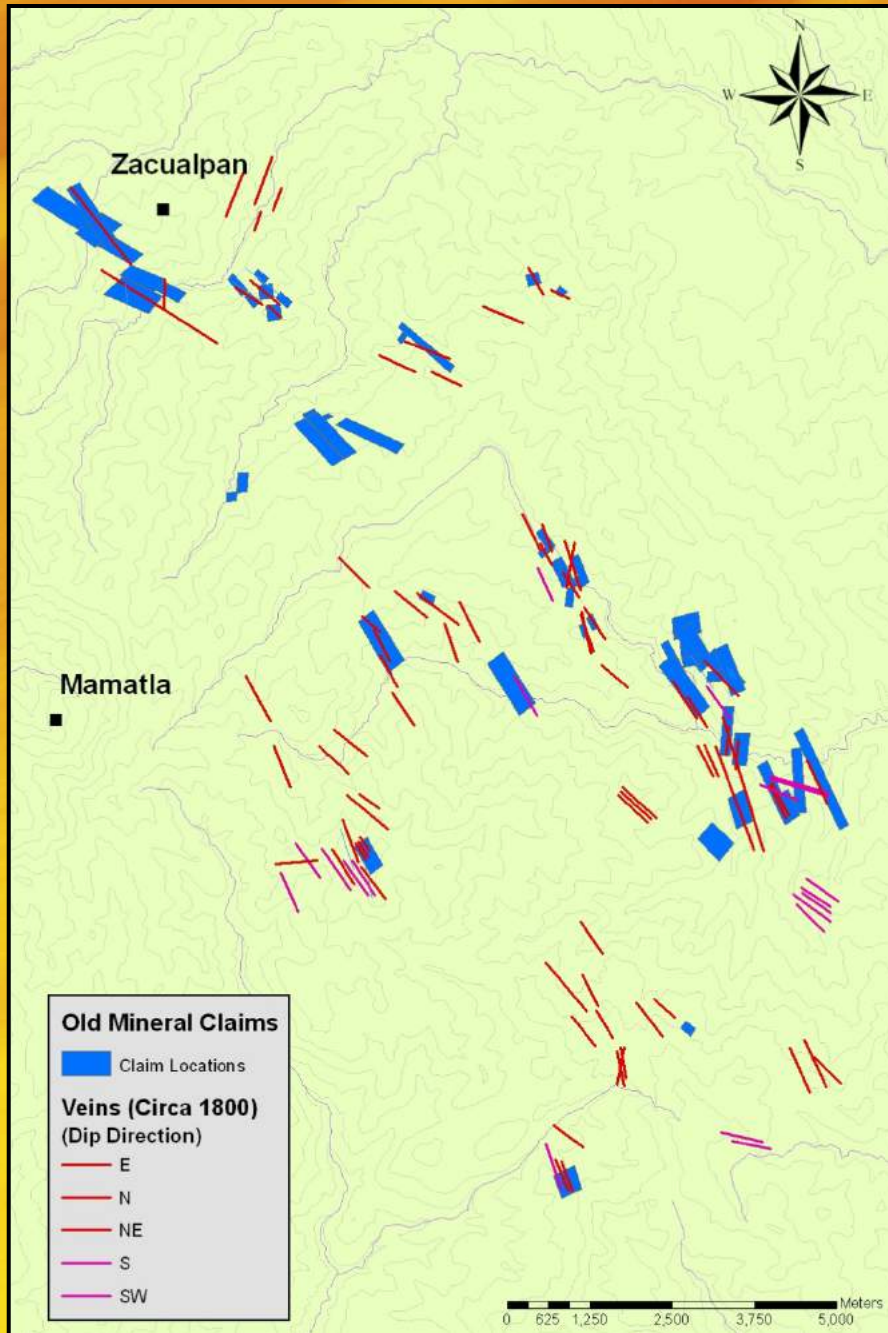 N
W
E
S
Zacualpan
Mamatla
Old Mineral Claims
Claim Locations
Veins (Circa 1800)
(Dip Direction)
E
N
NE
S
SW
Meters
0 625 1,250 2,500 3,750 5,000